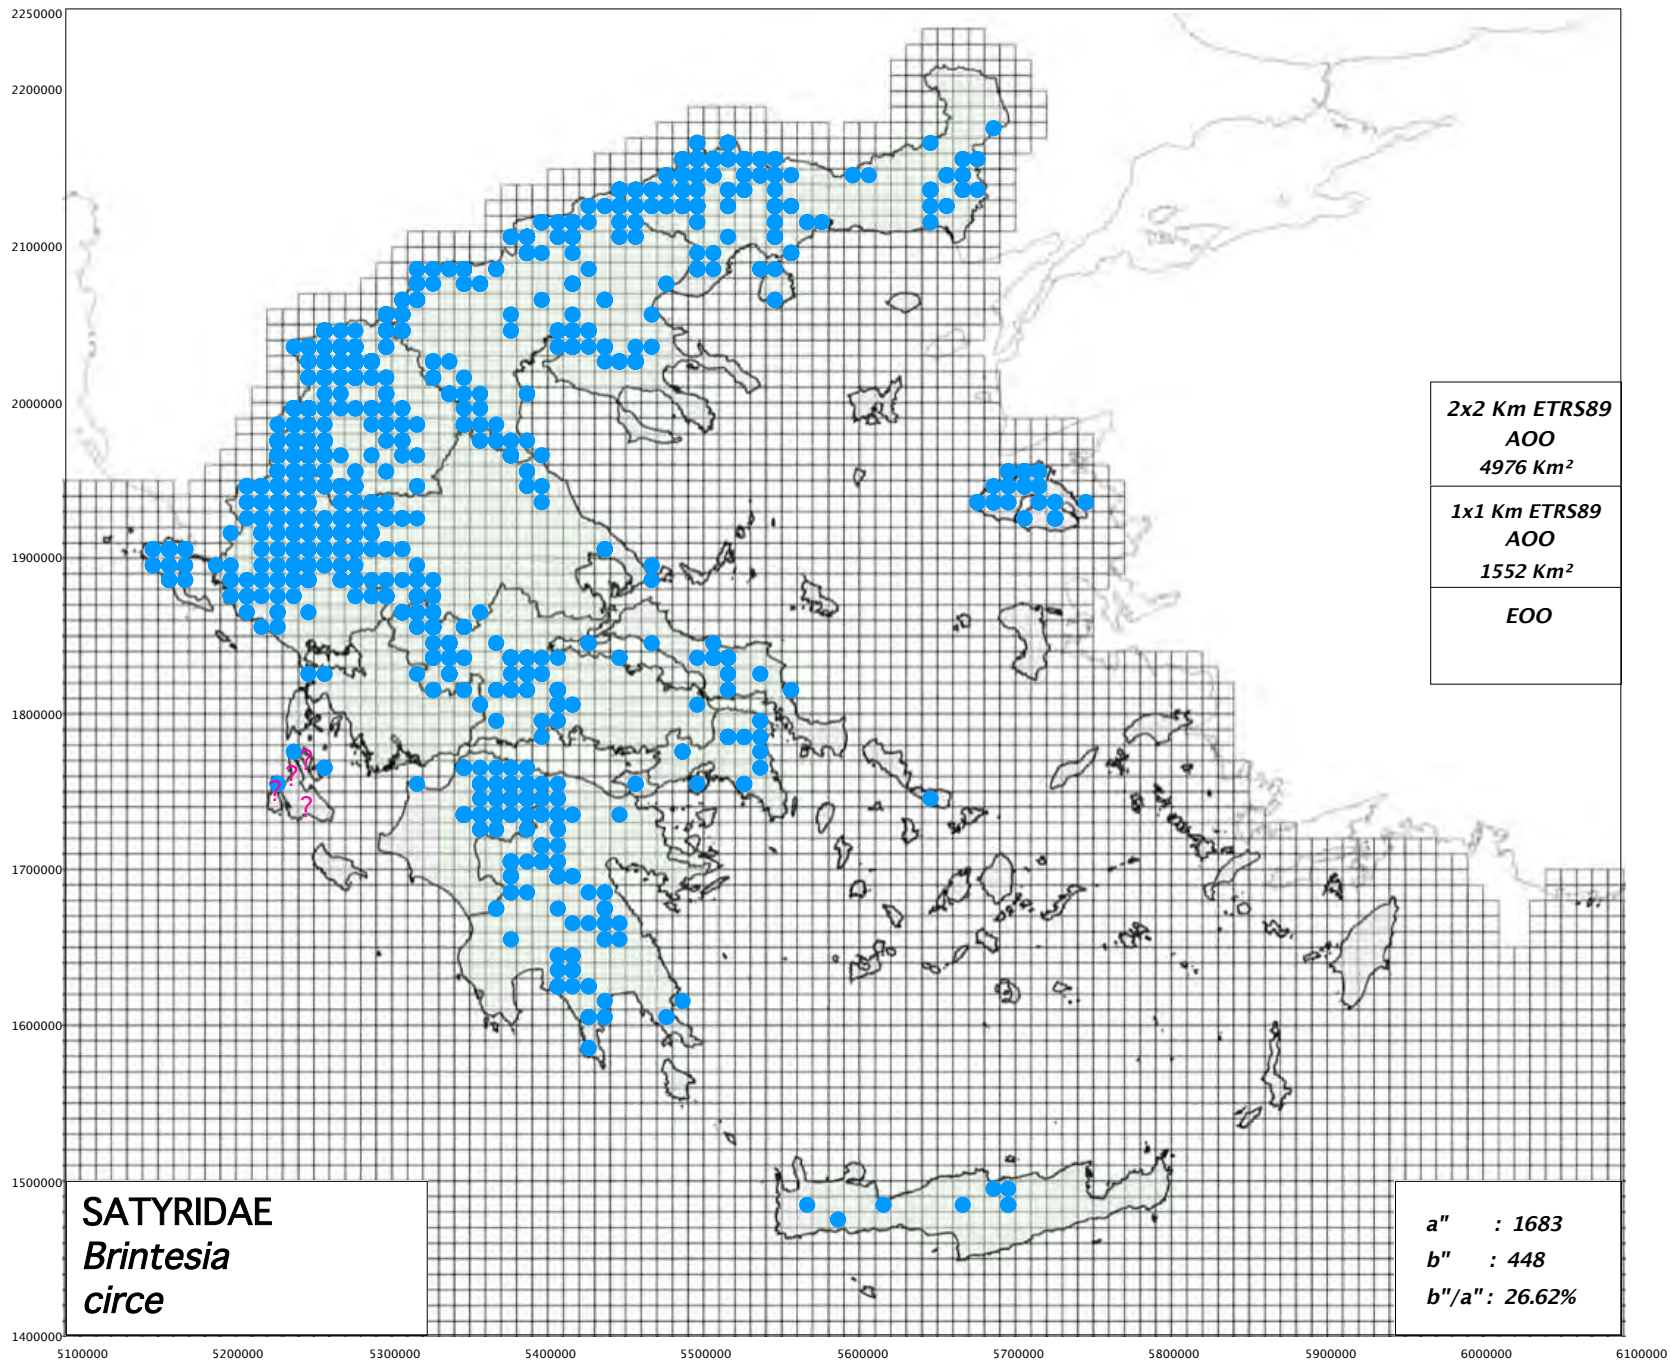 2250000
2200000
2100000
2000000
1900000
1800000
1700000
1600000
1500000
1400000
5100000 5200000 5300000 5400000 5500000 5600000 5700000 5800000 5900000 6000000 6100000
2x2 Km ETRS89
AOO
4976 Km²
1x1 Km ETRS89
AOO
1552 Km²
EOO
?
?
?
?
SATYRIDAE
Brintesia
circe
a" : 1683
b" : 448
b"/a" : 26.62%